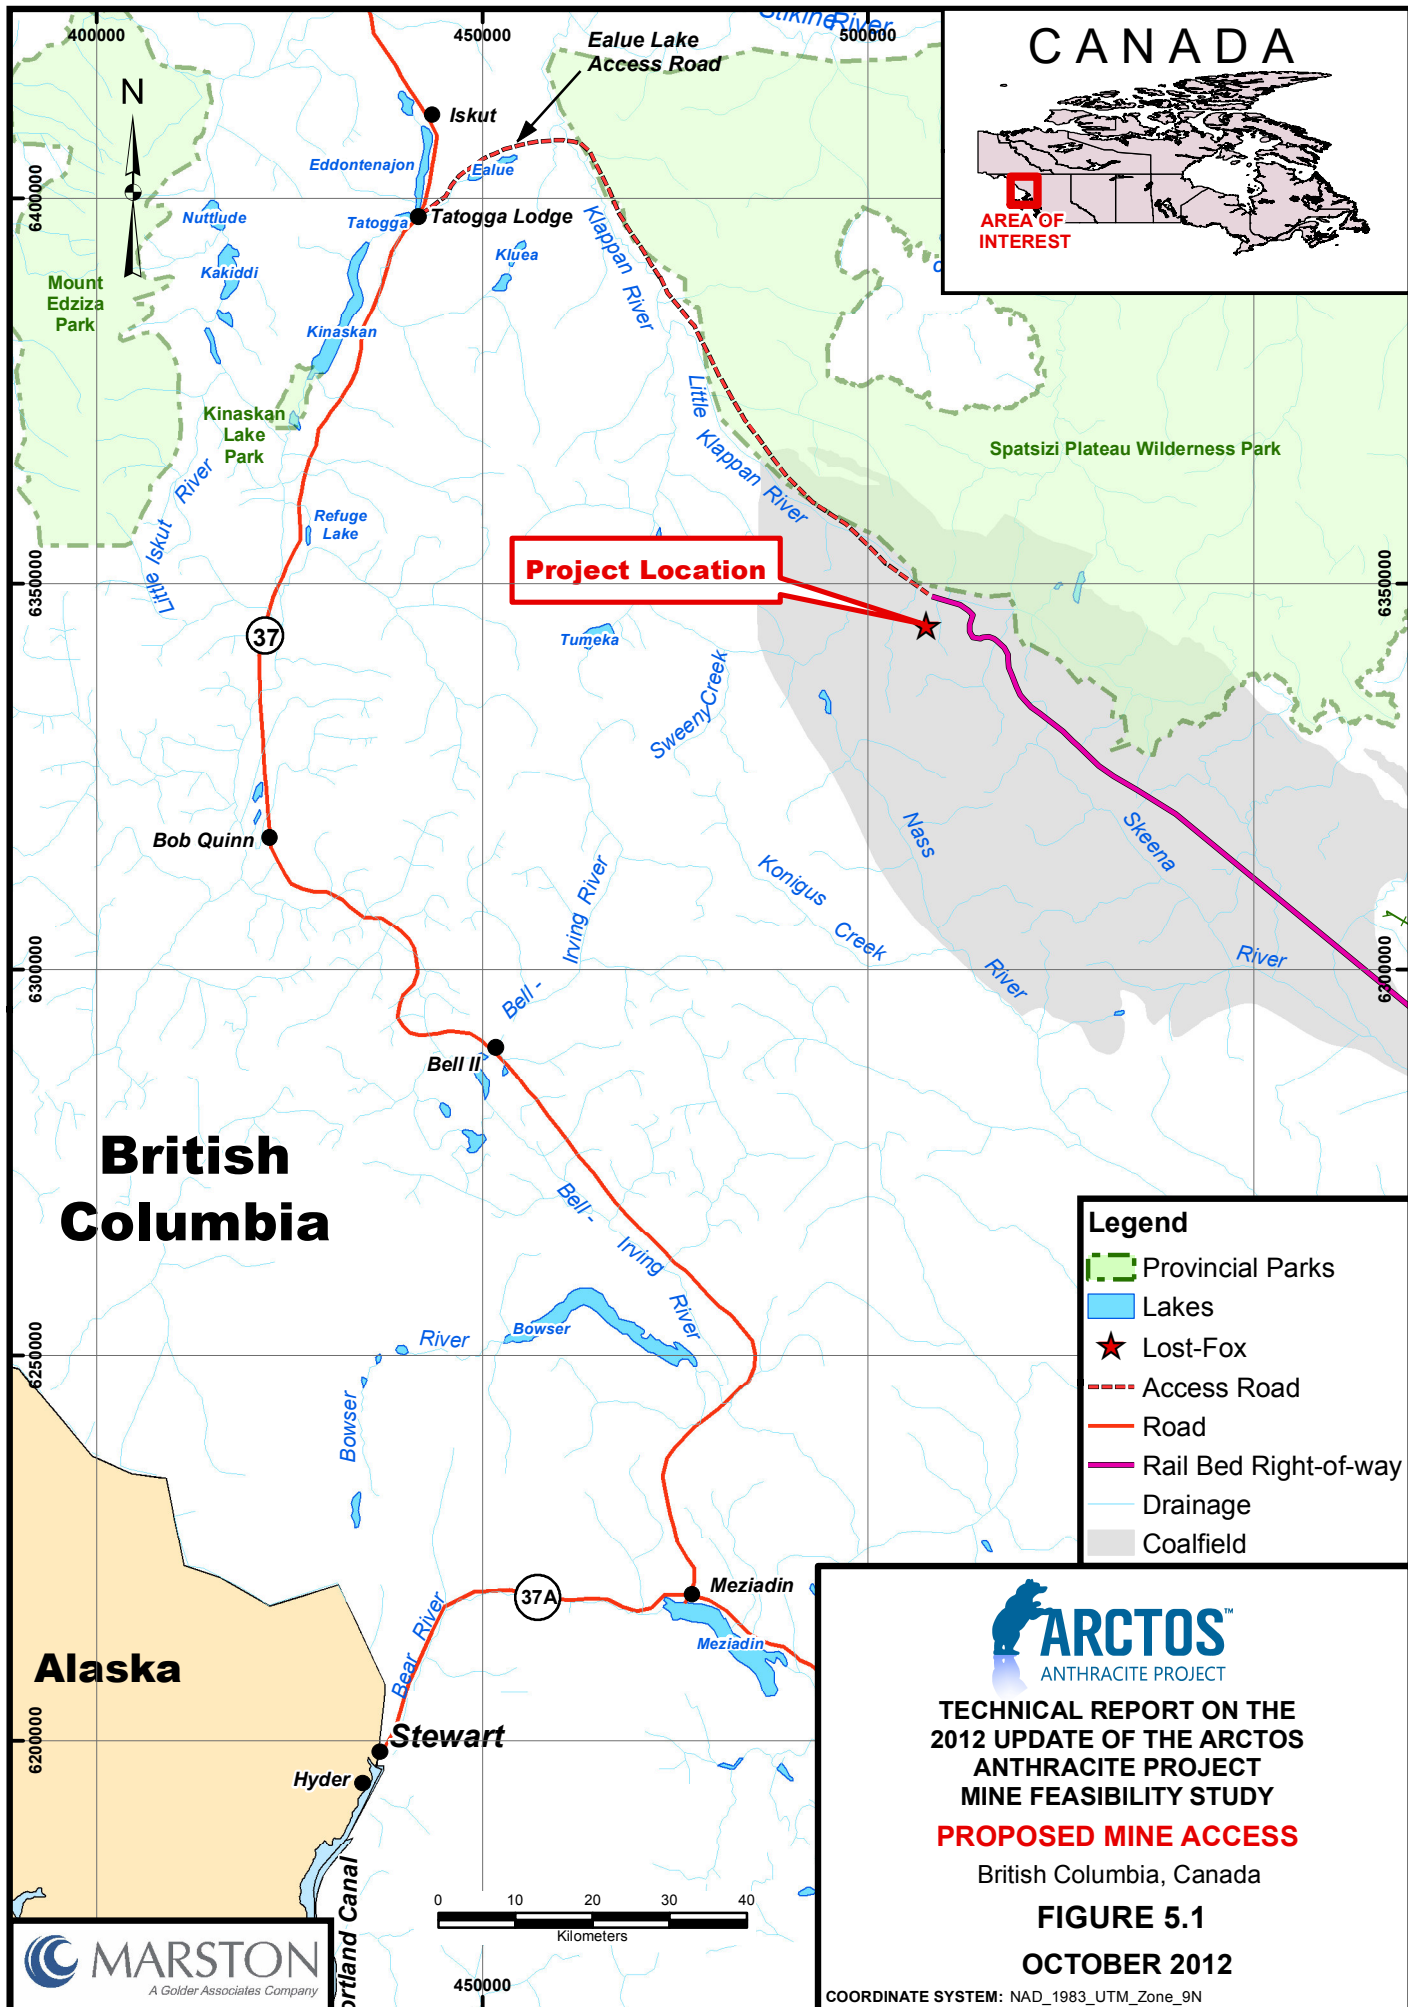 Stikine River
400000
450000
500000
CANADA
AREA OF
INTEREST
N
Ealue Lake
Access Road
Iskut
Eddontenajon
Ealue
6400000
Nuttlude
Tatogga
Tatogga Lodge
Kakiddi
Kluea
Klappan River
Mount
Edziza
Park
Kinaskan
Little Klappan River
Kinaskan
Lake
Park
Spatsizi Plateau Wilderness Park
Little Iskut River
Refuge
Lake
Project Location
6350000
6350000
37
Tumeka
Sweeny Creek
Bob Quinn
Nass River
Skeena River
Konigus Creek
Bell - Irving River
6300000
6300000
Bell II
British
Columbia
Bell - Irving River
Bowser
Bowser River
6250000
Legend
Provincial Parks
Lakes
Lost-Fox
Access Road
Road
Rail Bed Right-of-way
Drainage
Coalfield
Meziadin
37A
Meziadin
Bear River
Alaska
6200000
Stewart
Hyder
ortland Canal
0 10 20 30 40
Kilometers
450000
MARSTON
A Golder Associates Company
ARCTOS™
ANTHRACITE PROJECT
TECHNICAL REPORT ON THE
2012 UPDATE OF THE ARCTOS
ANTHRACITE PROJECT
MINE FEASIBILITY STUDY
PROPOSED MINE ACCESS
British Columbia, Canada
FIGURE 5.1
OCTOBER 2012
COORDINATE SYSTEM: NAD_1983_UTM_Zone_9N